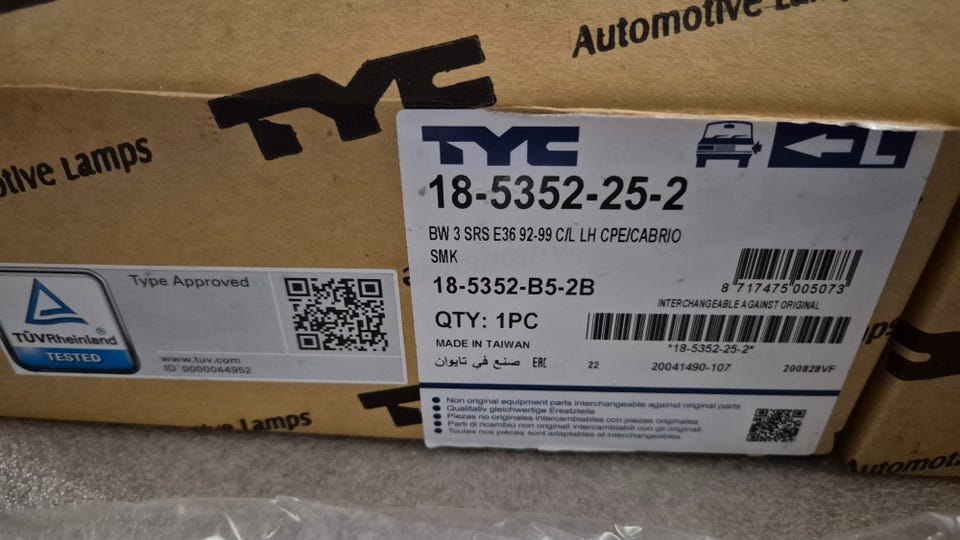 Automotive Lamps
TYC
Automotive Lamps
TYC
L
18-5352-25-2
BW 3 SRS E36 92-99 C/L LH CPE/CABRIO
SMK
18-5352-B5-2B
8 717475 005073
INTERCHANGEABLE AGAINST ORIGINAL
QTY: 1PC
*18-5352-25-2*
MADE IN TAIWAN
صنع في تايوان EAC 22 20041490-107 200828VF
Non original equipment parts interchangeable against original parts
Qualitativ gleichwertige Ersatzteile
Piezas no originales intercambiables con piezas originales
Parti di ricambio non originali intercambiabili con gli originali
Toutes nos pièces sont adaptables et interchangeables
Type Approved
TÜVRheinland®
TESTED
www.tuv.com
ID 0000044952
Lamps
Automot